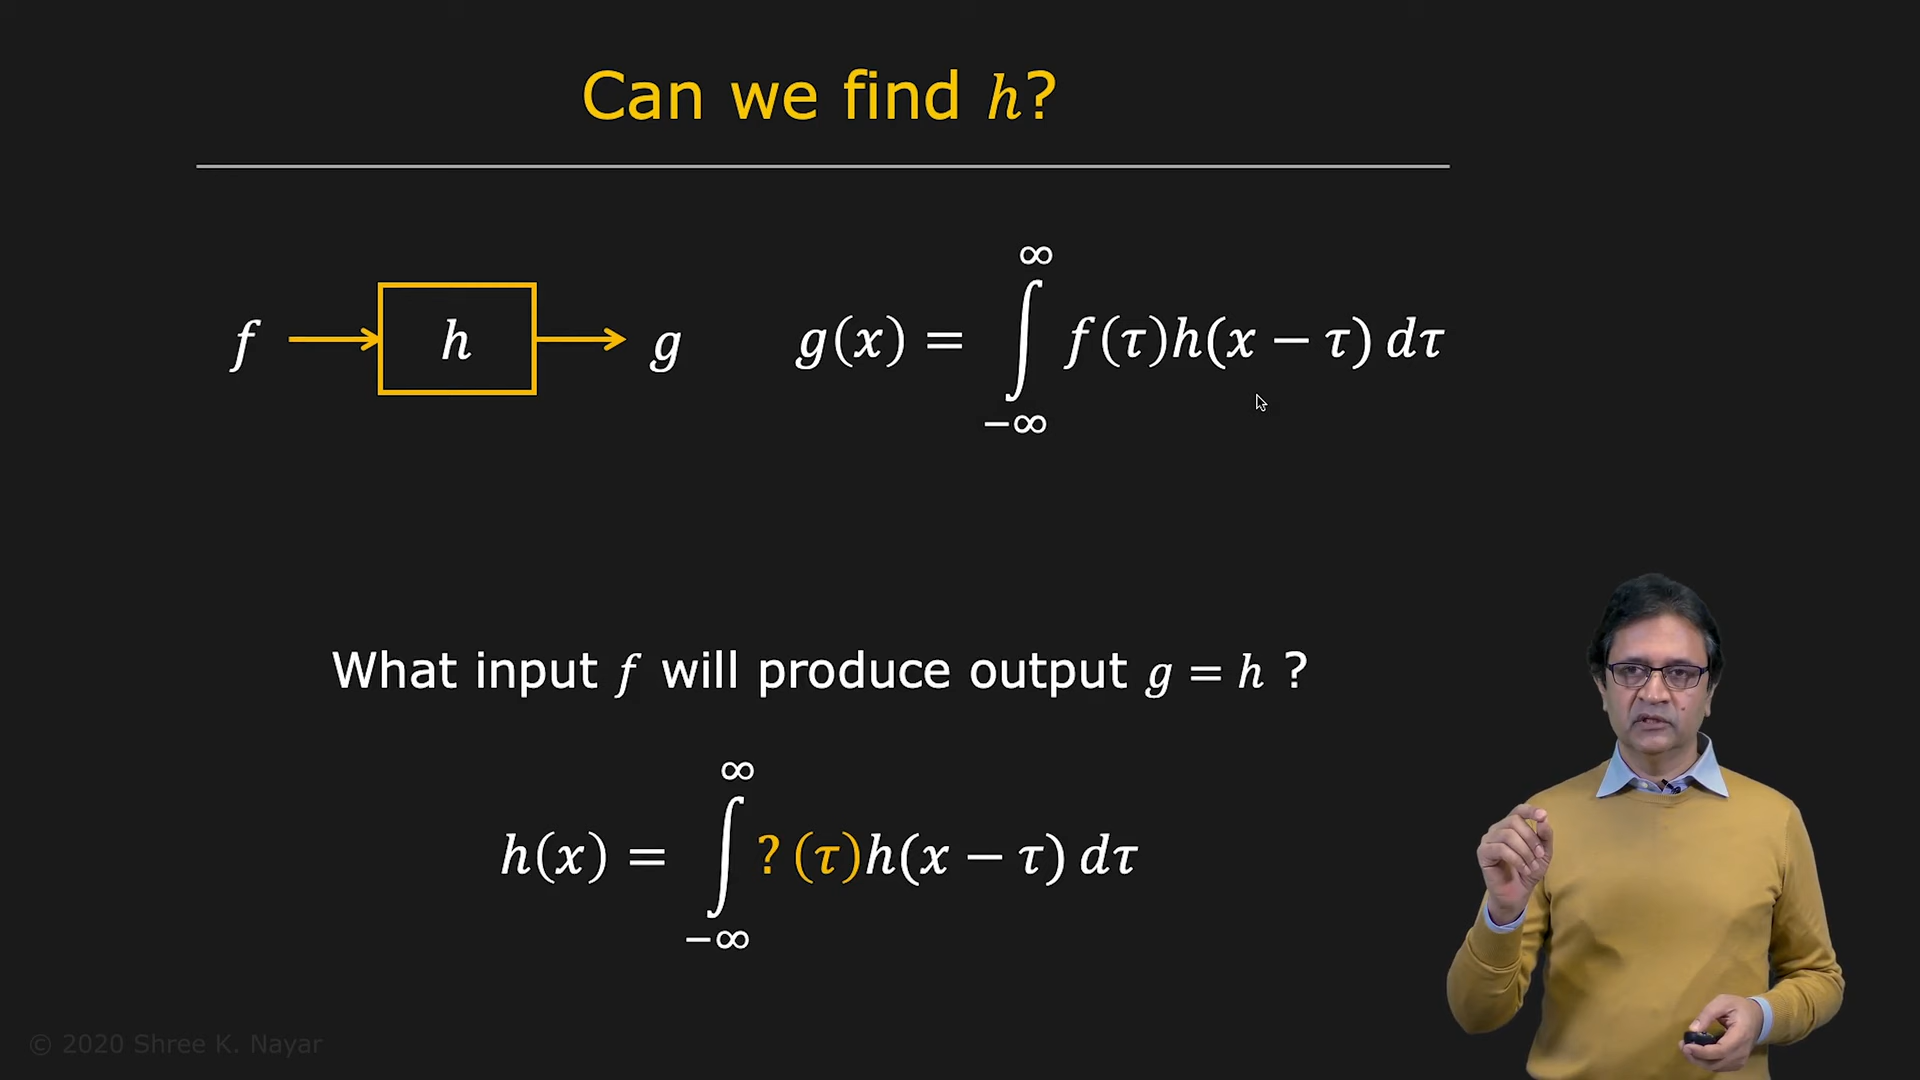 Can we find h?
f → h → g
g(x) = ∫_{−∞}^{∞} f(τ)h(x − τ) dτ
What input f will produce output g = h ?
h(x) = ∫_{−∞}^{∞} ? (τ)h(x − τ) dτ
© 2020 Shree K. Nayar